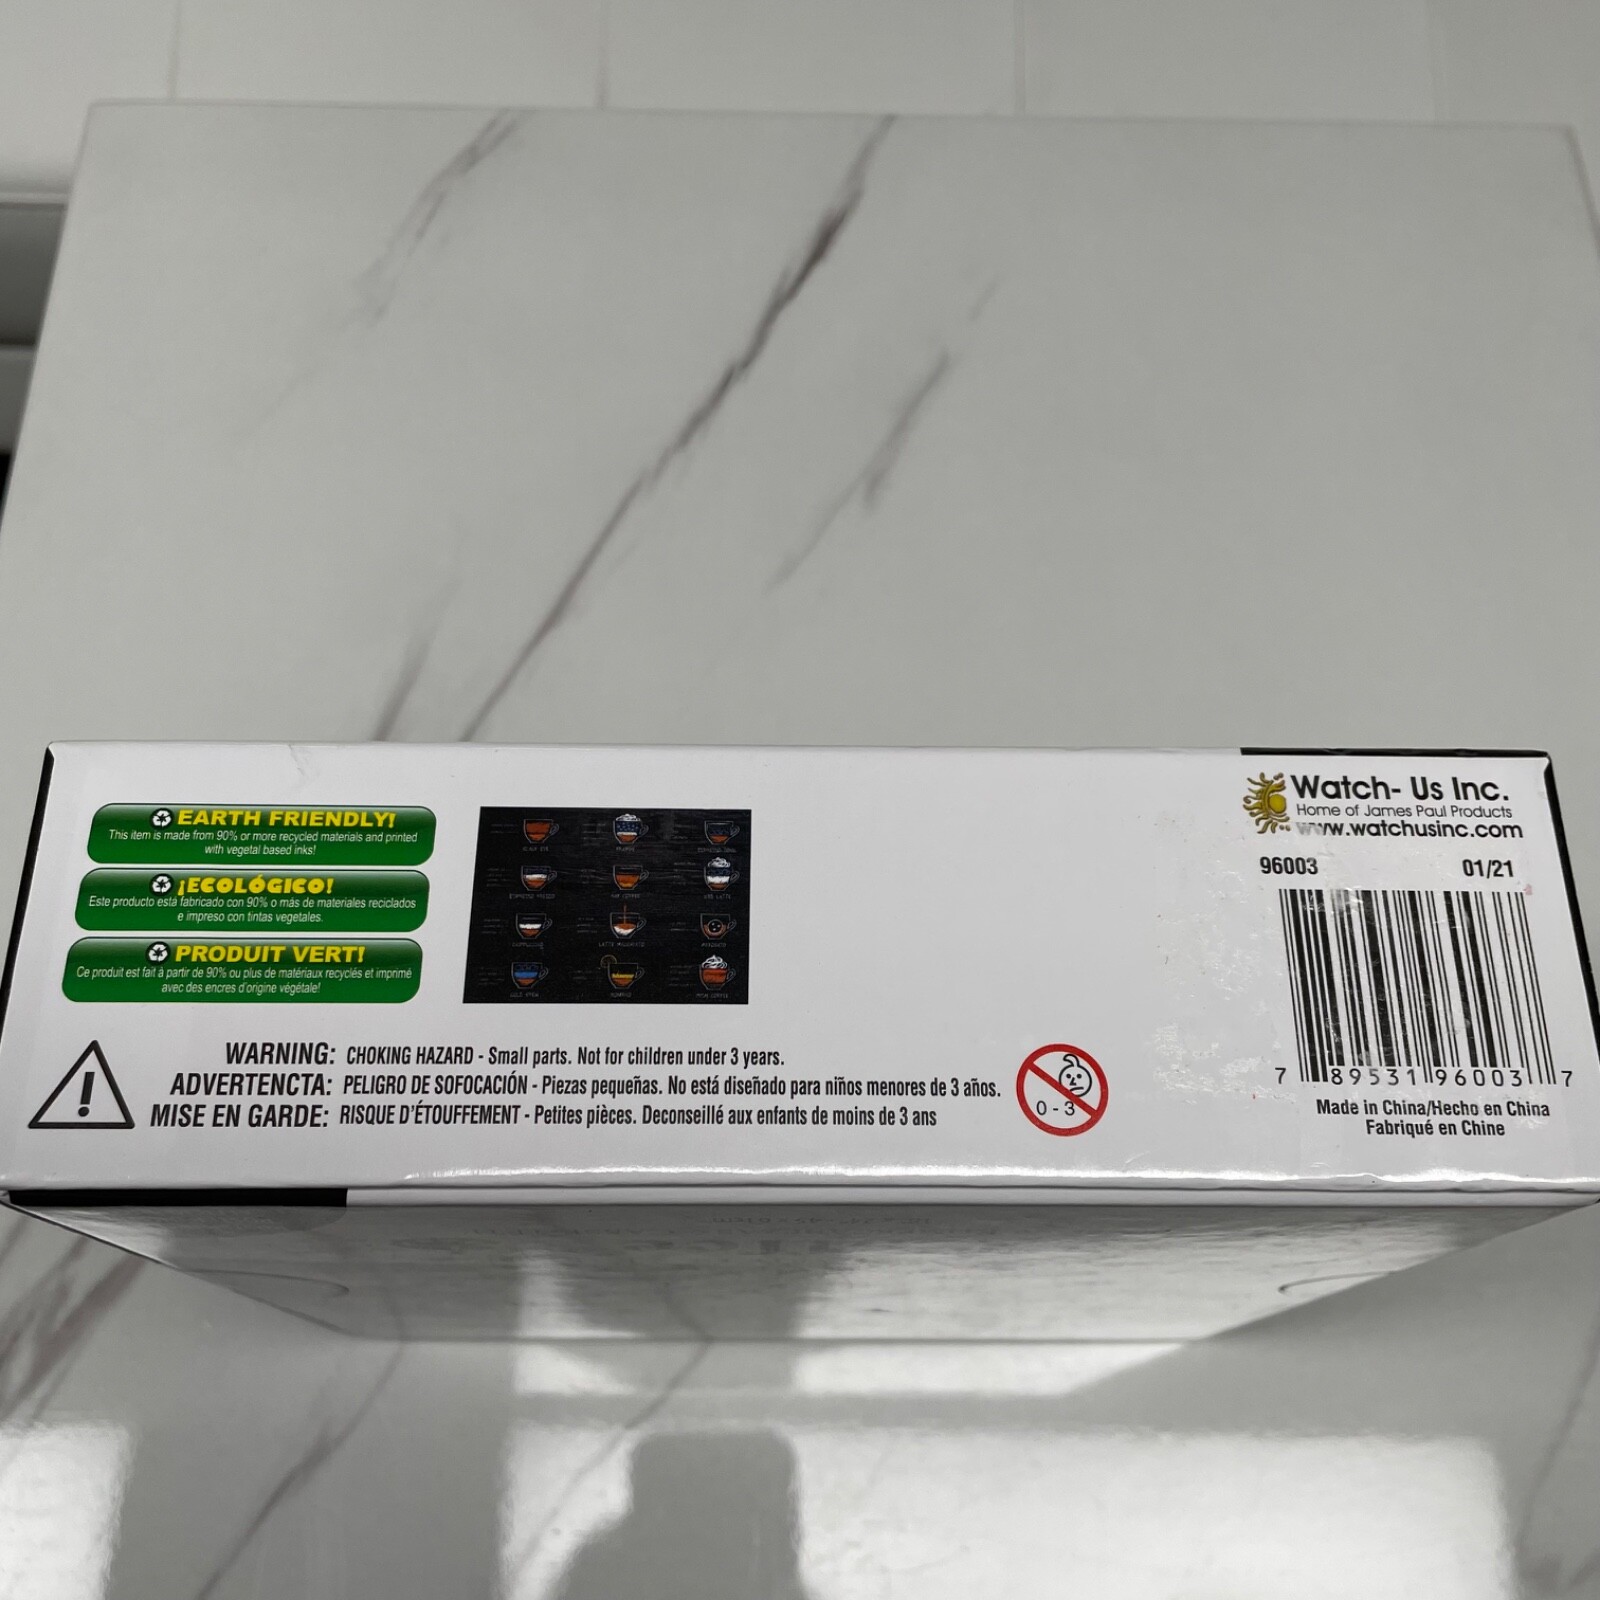 EARTH FRIENDLY!
This item is made from 90% or more recycled materials and printed
with vegetal based inks!
¡ECOLÓGICO!
Este producto está fabricado con 90% o más de materiales reciclados
e impreso con tintas vegetales.
PRODUIT VERT!
Ce produit est fait à partir de 90% ou plus de matériaux recyclés et imprimé
avec des encres d'origine végétale!
LATTE
WARNING: CHOKING HAZARD - Small parts. Not for children under 3 years.
ADVERTENCTA: PELIGRO DE SOFOCACIÓN - Piezas pequeñas. No está diseñado para niños menores de 3 años.
MISE EN GARDE: RISQUE D'ÉTOUFFEMENT - Petites pièces. Deconseillé aux enfants de moins de 3 ans
0 - 3
Watch- Us Inc.
Home of James Paul Products
www.watchusinc.com
96003 01/21
7 89531 96003 7
Made in China/Hecho en China
Fabriqué en Chine